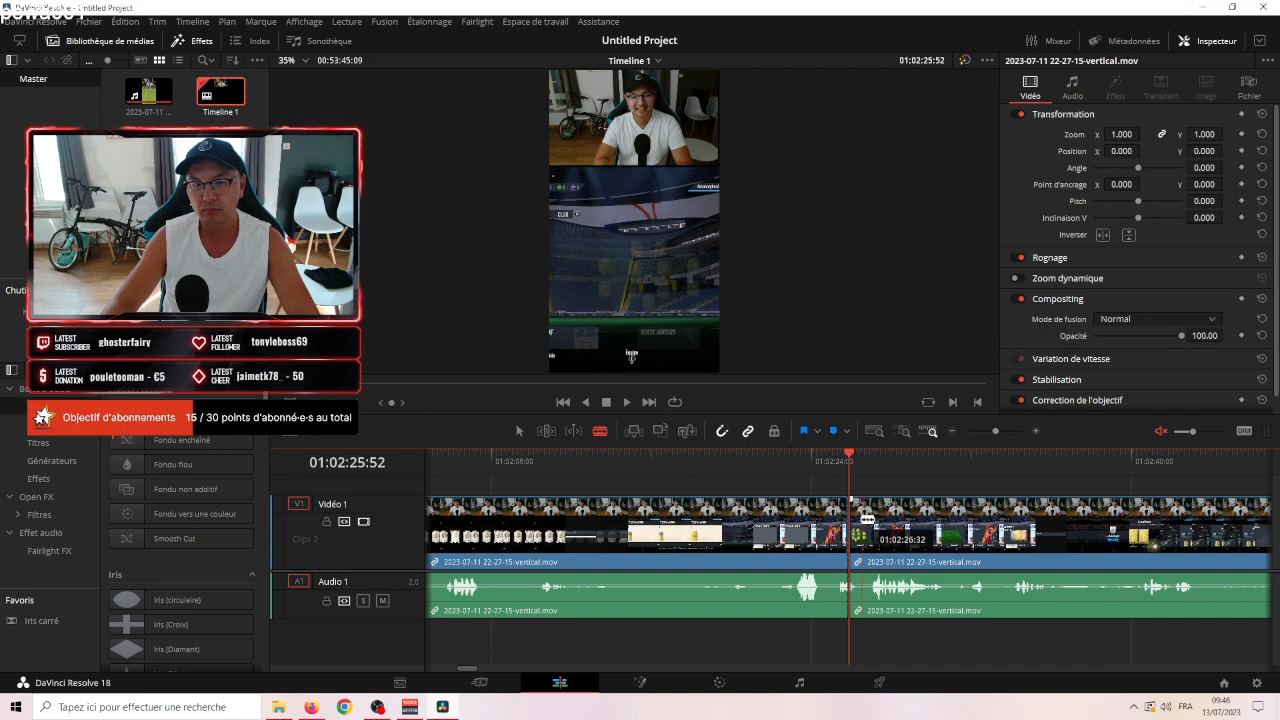 DaVinci Resolve - Untitled Project
DaVinci Resolve Fichier Édition Trim Timeline Plan Marque Affichage Lecture Fusion Étalonnage Fairlight Espace de travail Assistance
Bibliothèque de médias Effets Index Sonothèque Untitled Project Mixeur Métadonnées Inspecteur
35% 00:53:45:09 Timeline 1 01:02:25:52 2023-07-11 22-27-15-vertical.mov
Master
2023-07-11 ... Timeline 1
Vidéo Audio Effets Transition Image Fichier
Transformation
Zoom X 1.000 Y 1.000
Position X 0.000 Y 0.000
Angle 0.000
Point d'ancrage X 0.000 Y 0.000
Pitch 0.000
Inclinaison V 0.000
Inverser
Rognage
Zoom dynamique
Compositing
Mode de fusion Normal
Opacité 100.00
Variation de vitesse
Stabilisation
Correction de l'objectif
CLUB
STATS JOUEURS
Équipe
LATEST SUBSCRIBER ghosterfairy LATEST FOLLOWER tonyleboss69
LATEST DONATION pouletooman - €5 LATEST CHEER jaimetk78_ - 50
Objectif d'abonnements 15 / 30 points d'abonné·e·s au total
Titres
Générateurs
Effets
Open FX
Filtres
Effet audio
Fairlight FX
Favoris
Iris carré
Fondu enchaîné
Fondu flou
Fondu non additif
Fondu vers une couleur
Smooth Cut
Iris
Iris (circulaire)
Iris (Croix)
Iris (Diamant)
DIM
01:02:25:52 01:02:09:00 01:02:24:00 01:02:40:00
V1 Vidéo 1
Clips 2
01:02:26:32
2023-07-11 22-27-15-vertical.mov 2023-07-11 22-27-15-vertical.mov
A1 Audio 1 2.0
S M
2023-07-11 22-27-15-vertical.mov 2023-07-11 22-27-15-vertical.mov
DaVinci Resolve 18
Tapez ici pour effectuer une recherche
FRA 09:46
13/07/2023